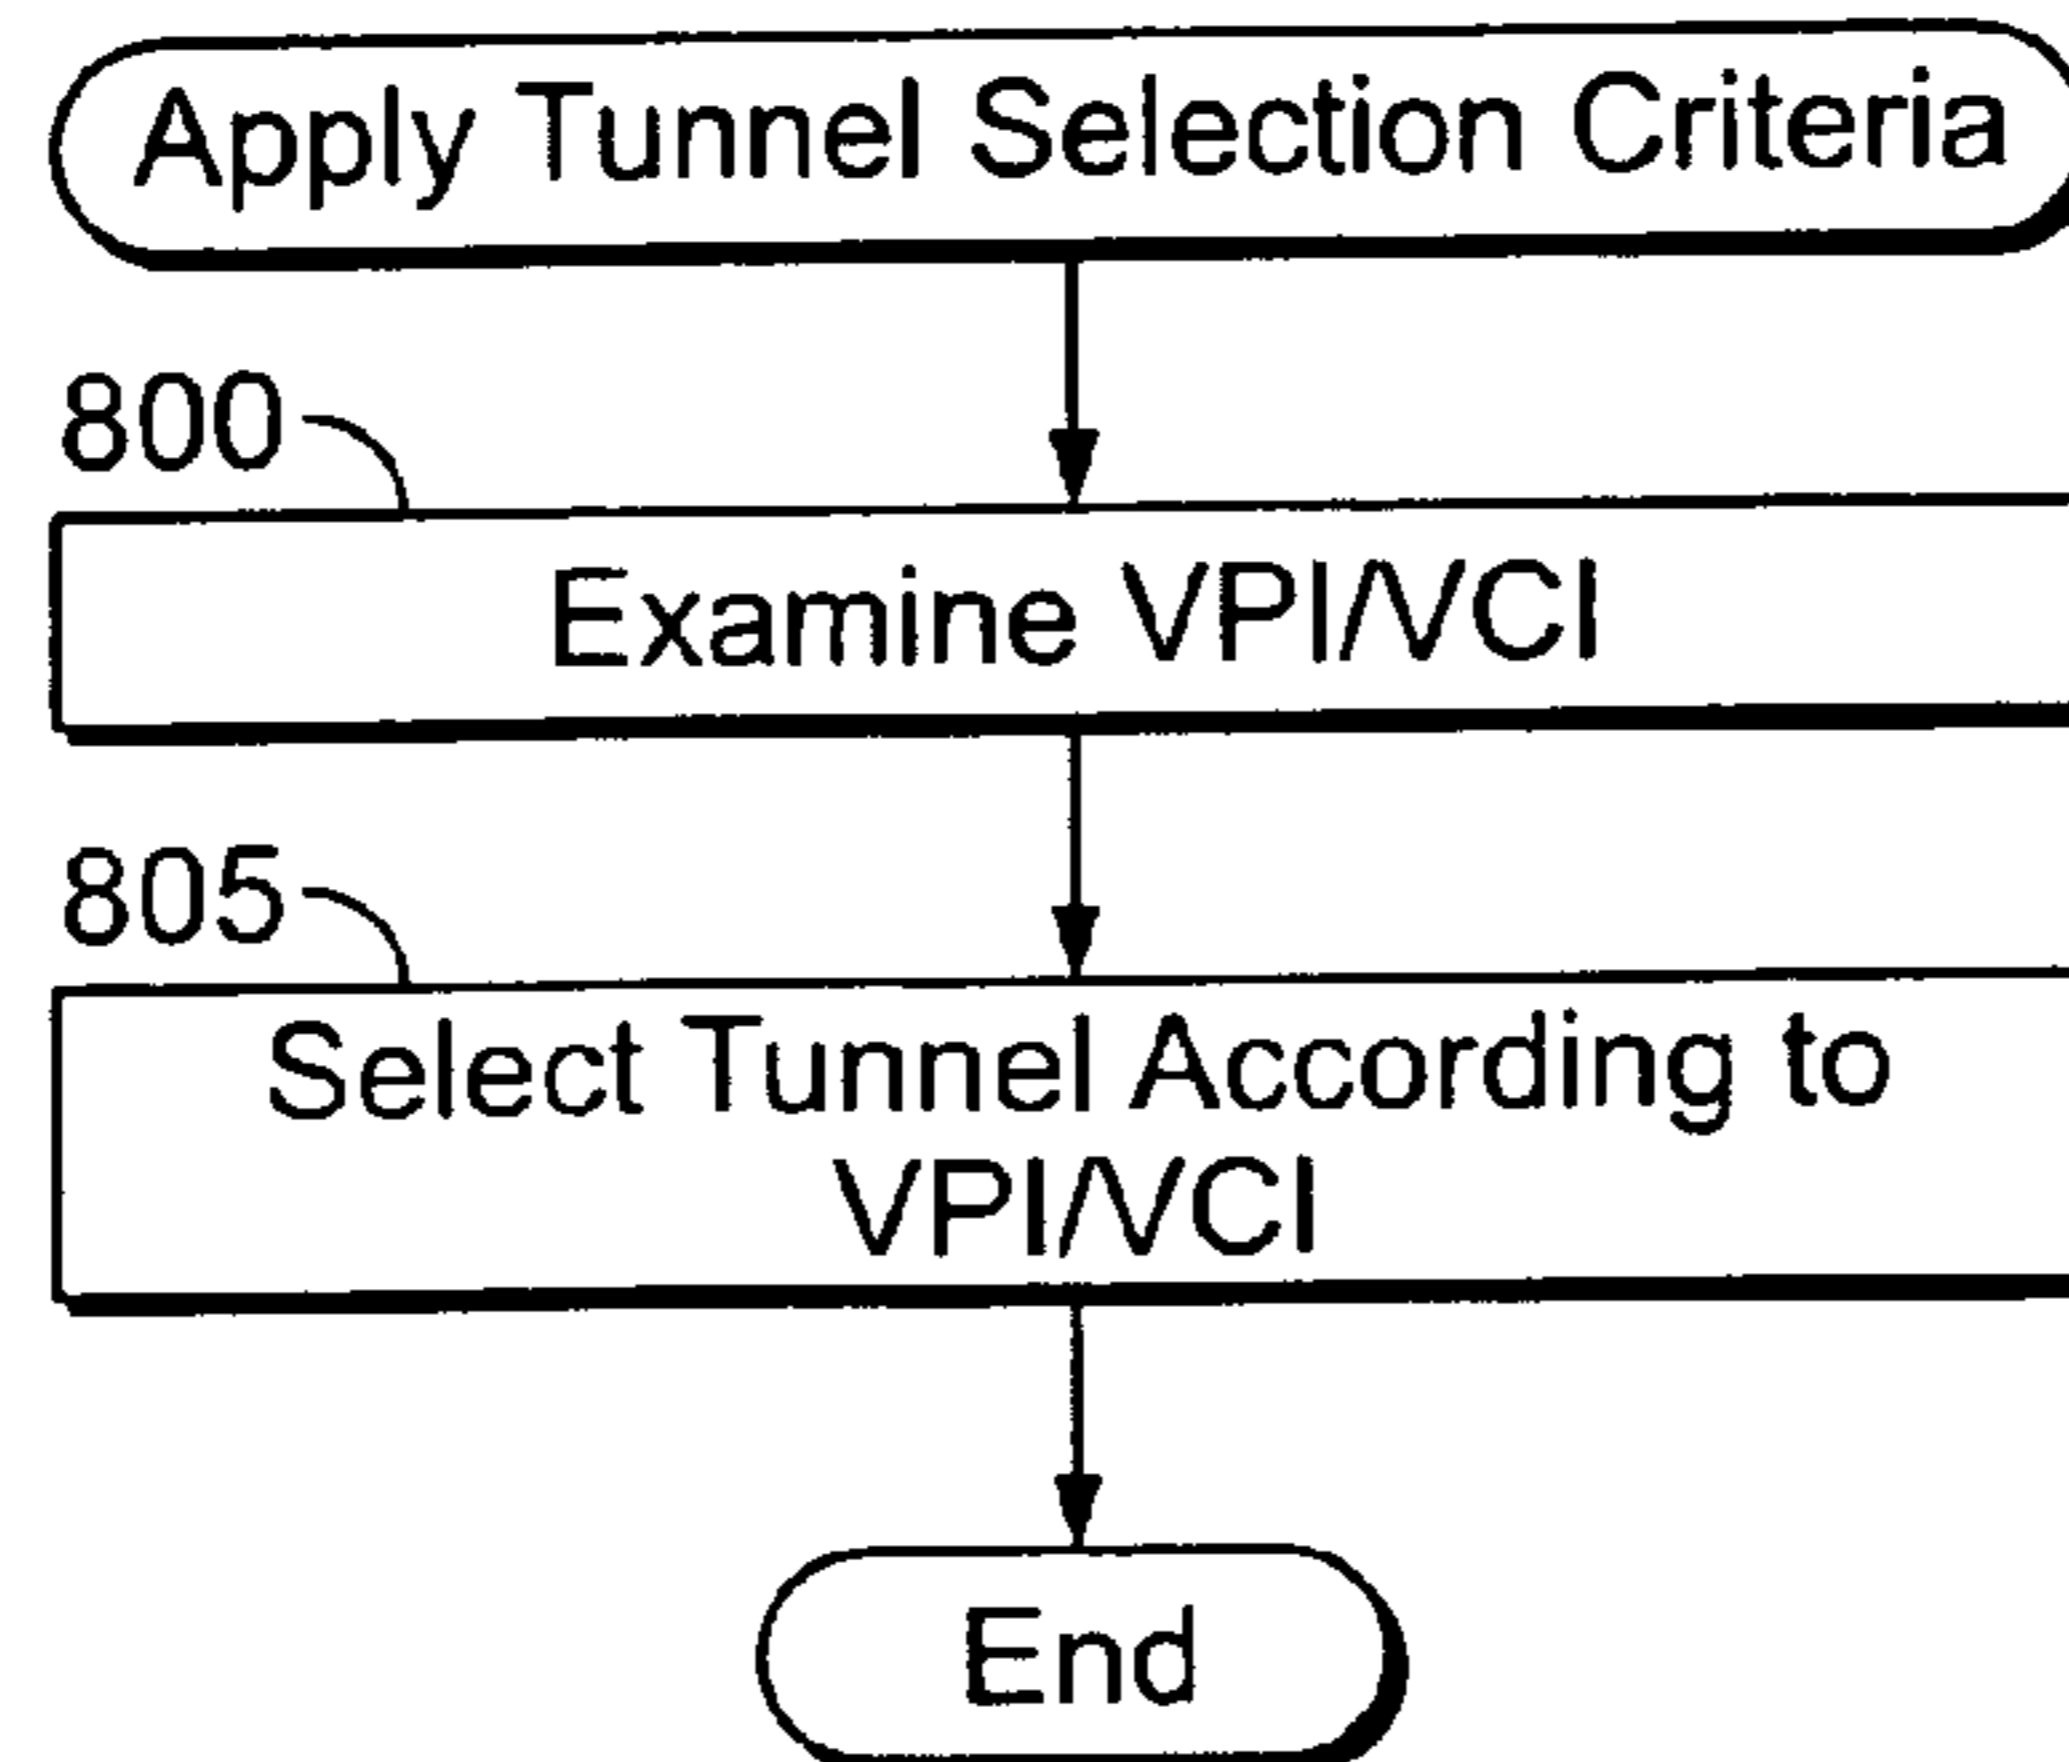 Apply Tunnel Selection Criteria
800
Examine VPI/VCI
805
Select Tunnel According to
VPI/VCI
End